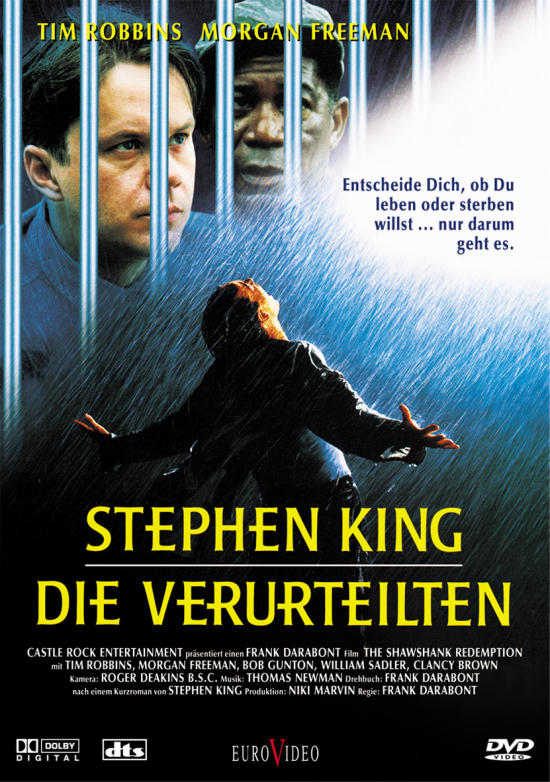 TIM ROBBINS MORGAN FREEMAN
Entscheide Dich, ob Du
leben oder sterben
willst ... nur darum
geht es.
STEPHEN KING
DIE VERURTEILTEN
CASTLE ROCK ENTERTAINMENT präsentiert einen FRANK DARABONT Film THE SHAWSHANK REDEMPTION
mit TIM ROBBINS, MORGAN FREEMAN, BOB GUNTON, WILLIAM SADLER, CLANCY BROWN
Kamera: ROGER DEAKINS B.S.C. Musik: THOMAS NEWMAN Drehbuch: FRANK DARABONT
nach einem Kurzroman von STEPHEN KING Produktion: NIKI MARVIN Regie: FRANK DARABONT
DOLBY
DIGITAL
dts
EUROVIDEO
DVD
VIDEO